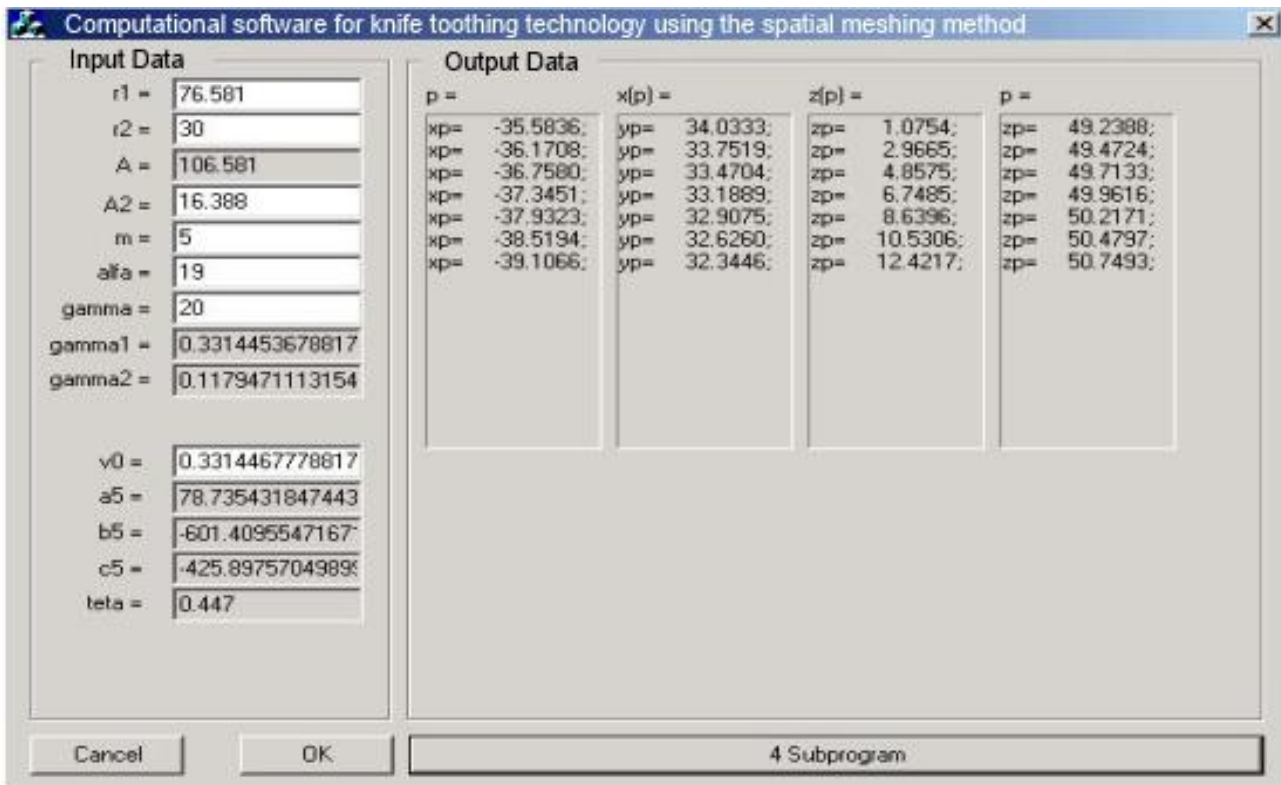 Computational software for knife toothing technology using the spatial meshing method
Input Data
r1 = 76.581
r2 = 30
A = 106.581
A2 = 16.388
m = 5
alfa = 19
gamma = 20
gamma1 = 0.3314453678817
gamma2 = 0.1179471113154
v0 = 0.3314467778817
a5 = 78.735431847443
b5 = -601.409554716
c5 = -425.8975704989
teta = 0.447
Cancel
OK
Output Data
p = x(p) = z(p) = p =
xp= -35.5836; yp= 34.0333; zp= 1.0754; zp= 49.2388;
xp= -36.1708; yp= 33.7519; zp= 2.9665; zp= 49.4724;
xp= -36.7580; yp= 33.4704; zp= 4.8575; zp= 49.7133;
xp= -37.3451; yp= 33.1889; zp= 6.7485; zp= 49.9616;
xp= -37.9323; yp= 32.9075; zp= 8.6396; zp= 50.2171;
xp= -38.5194; yp= 32.6260; zp= 10.5306; zp= 50.4797;
xp= -39.1066; yp= 32.3446; zp= 12.4217; zp= 50.7493;
4 Subprogram